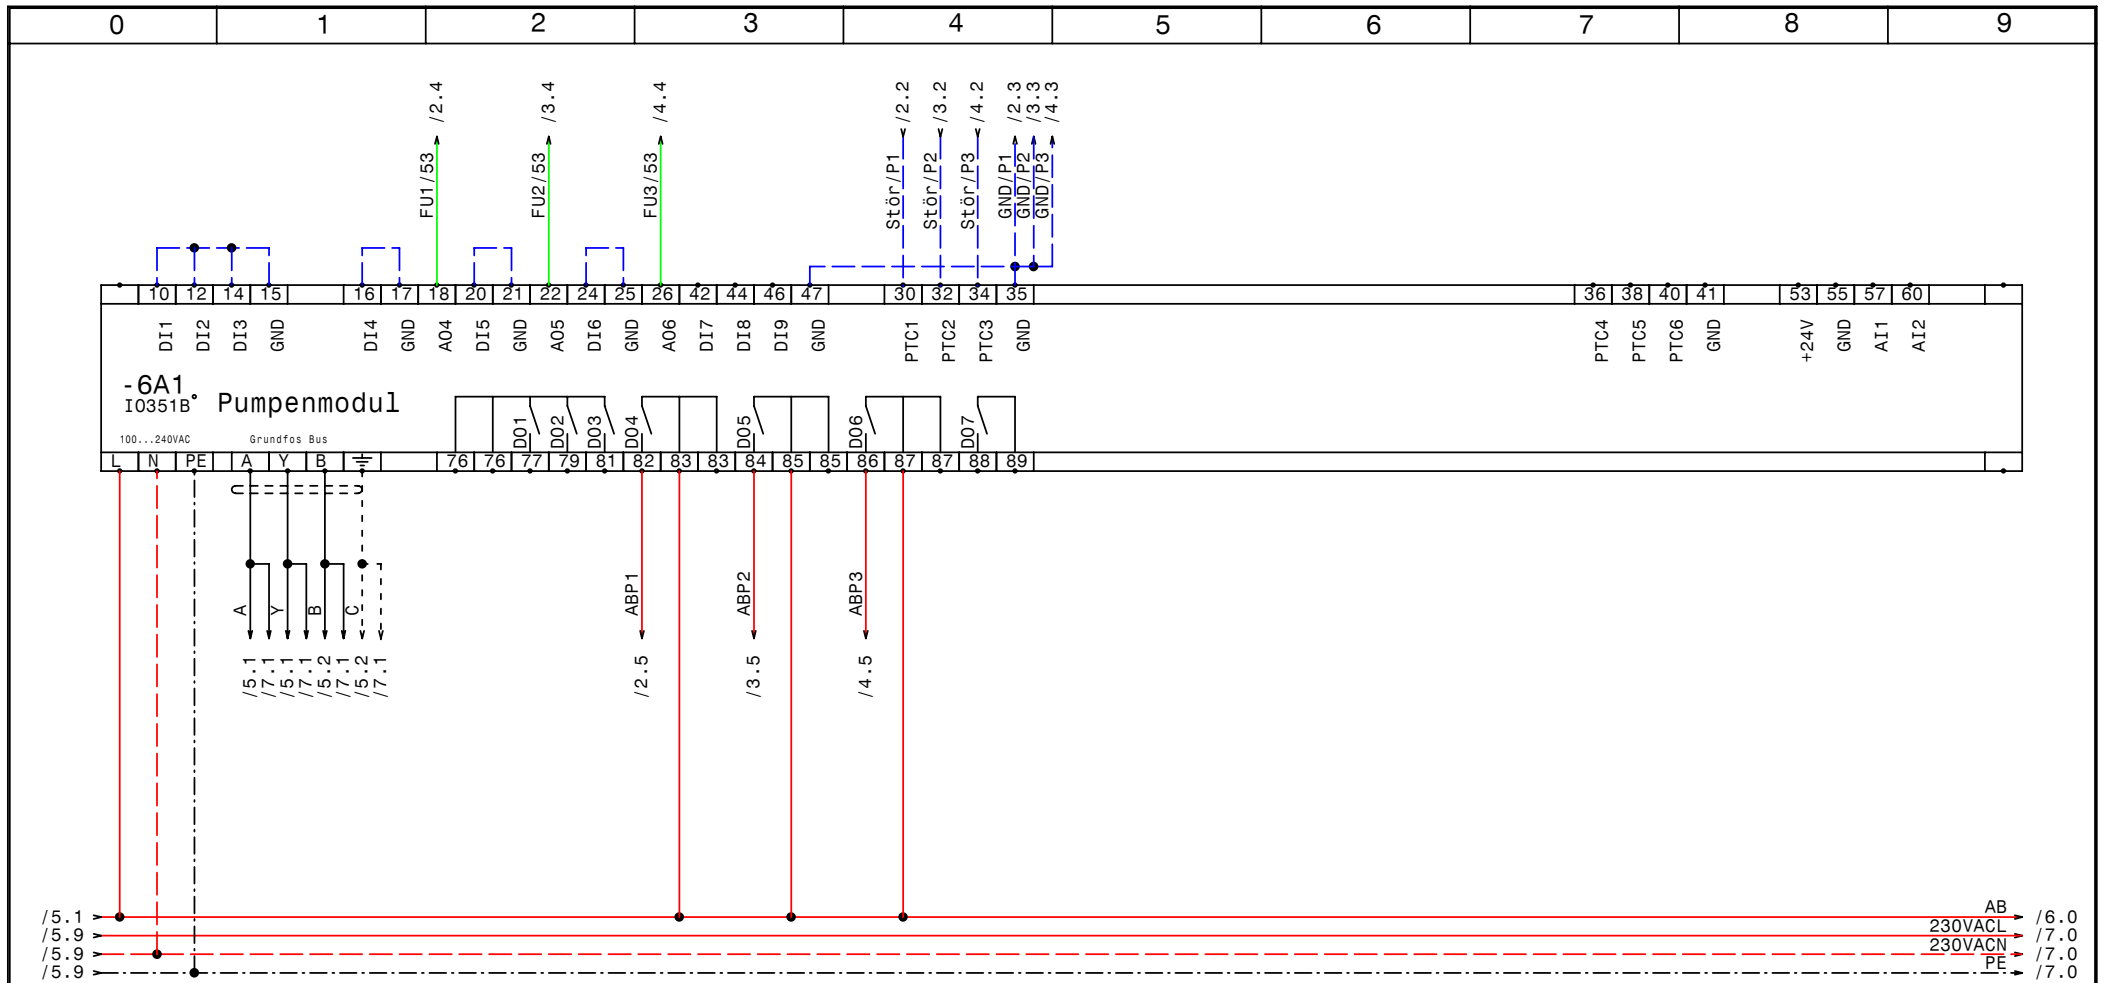 0 1 2 3 4 5 6 7 8 9
/2.4 /3.4 /4.4 /2.2 /3.2 /4.2 /2.3 /3.3 /4.3
FU1/53 FU2/53 FU3/53 Stör/P1 Stör/P2 Stör/P3 GND/P1 GND/P2 GND/P3
10 12 14 15 16 17 18 20 21 22 24 25 26 42 44 46 47 30 32 34 35 36 38 40 41 53 55 57 60
DI1 DI2 DI3 GND DI4 GND AO4 DI5 GND AO5 DI6 GND AO6 DI7 DI8 DI9 GND PTC1 PTC2 PTC3 GND PTC4 PTC5 PTC6 GND +24V GND AI1 AI2
-6A1
IO351B° Pumpenmodul
DO1 DO2 DO3 DO4 DO5 DO6 DO7
100...240VAC Grundfos Bus
L N PE A Y B 76 76 77 79 81 82 83 83 84 85 85 86 87 87 88 89
A Y B C ABP1 ABP2 ABP3
/5.1 /7.1 /5.1 /7.1 /5.2 /7.1 /5.2 /7.1 /2.5 /3.5 /4.5
/5.1 AB /6.0
/5.9 230VACL /7.0
/5.9 230VACN /7.0
/5.9 PE /7.0